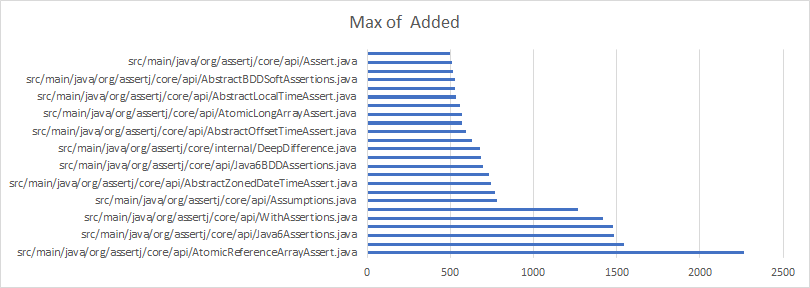 Max of  Added
src/main/java/org/assertj/core/api/Assert.java
src/main/java/org/assertj/core/api/AbstractBDDSoftAssertions.java
src/main/java/org/assertj/core/api/AbstractLocalTimeAssert.java
src/main/java/org/assertj/core/api/AtomicLongArrayAssert.java
src/main/java/org/assertj/core/api/AbstractOffsetTimeAssert.java
src/main/java/org/assertj/core/internal/DeepDifference.java
src/main/java/org/assertj/core/api/Java6BDDAssertions.java
src/main/java/org/assertj/core/api/AbstractZonedDateTimeAssert.java
src/main/java/org/assertj/core/api/Assumptions.java
src/main/java/org/assertj/core/api/WithAssertions.java
src/main/java/org/assertj/core/api/Java6Assertions.java
src/main/java/org/assertj/core/api/AtomicReferenceArrayAssert.java
0 500 1000 1500 2000 2500